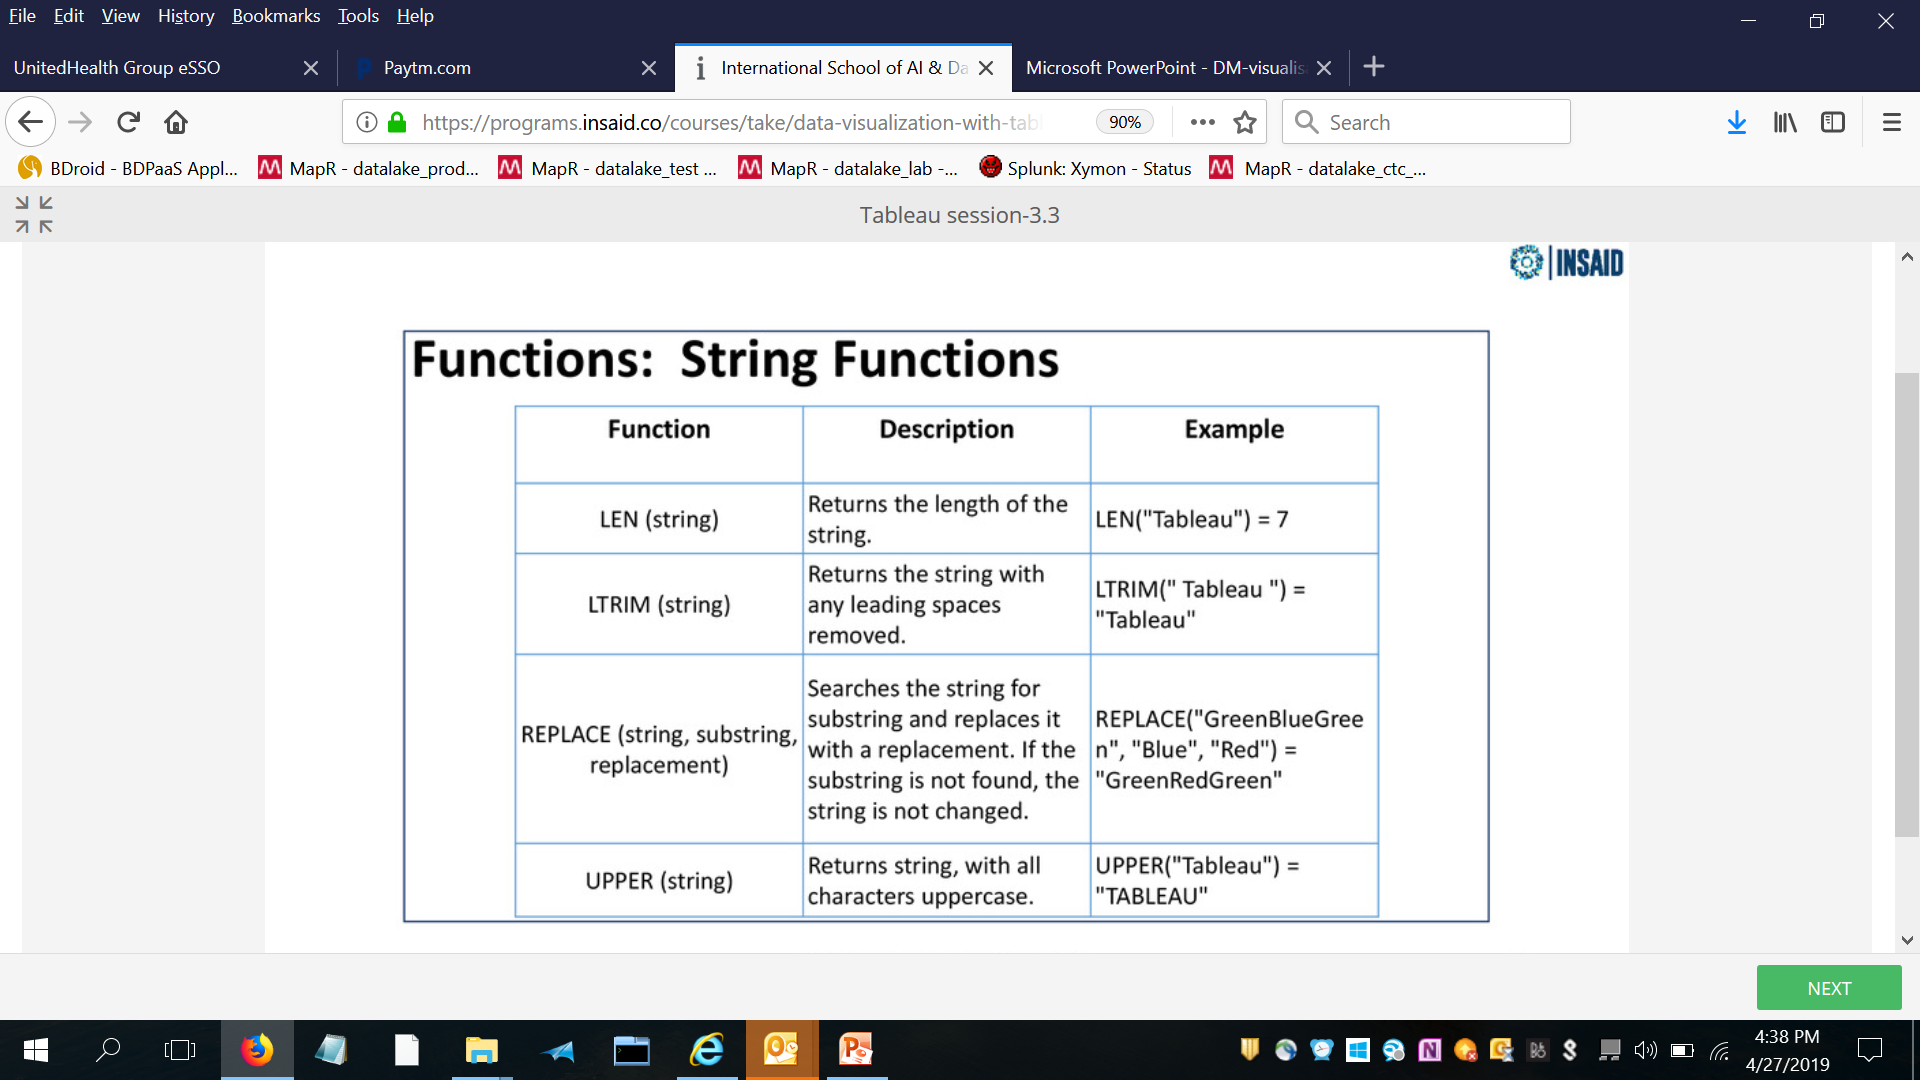 File Edit View History Bookmarks Tools Help
UnitedHealth Group eSSO
Paytm.com
International School of AI & Da
Microsoft PowerPoint - DM-visualis
https://programs.insaid.co/courses/take/data-visualization-with-tabl
90%
Search
BDroid - BDPaaS Appl...
MapR - datalake_prod...
MapR - datalake_test ...
MapR - datalake_lab -...
Splunk: Xymon - Status
MapR - datalake_ctc_...
Tableau session-3.3
INSAID
Functions: String Functions
Function
Description
Example
LEN (string)
Returns the length of the
string.
LEN("Tableau") = 7
LTRIM (string)
Returns the string with
any leading spaces
removed.
LTRIM(" Tableau ") =
"Tableau"
REPLACE (string, substring,
replacement)
Searches the string for
substring and replaces it
with a replacement. If the
substring is not found, the
string is not changed.
REPLACE("GreenBlueGree
n", "Blue", "Red") =
"GreenRedGreen"
UPPER (string)
Returns string, with all
characters uppercase.
UPPER("Tableau") =
"TABLEAU"
NEXT
4:38 PM
4/27/2019